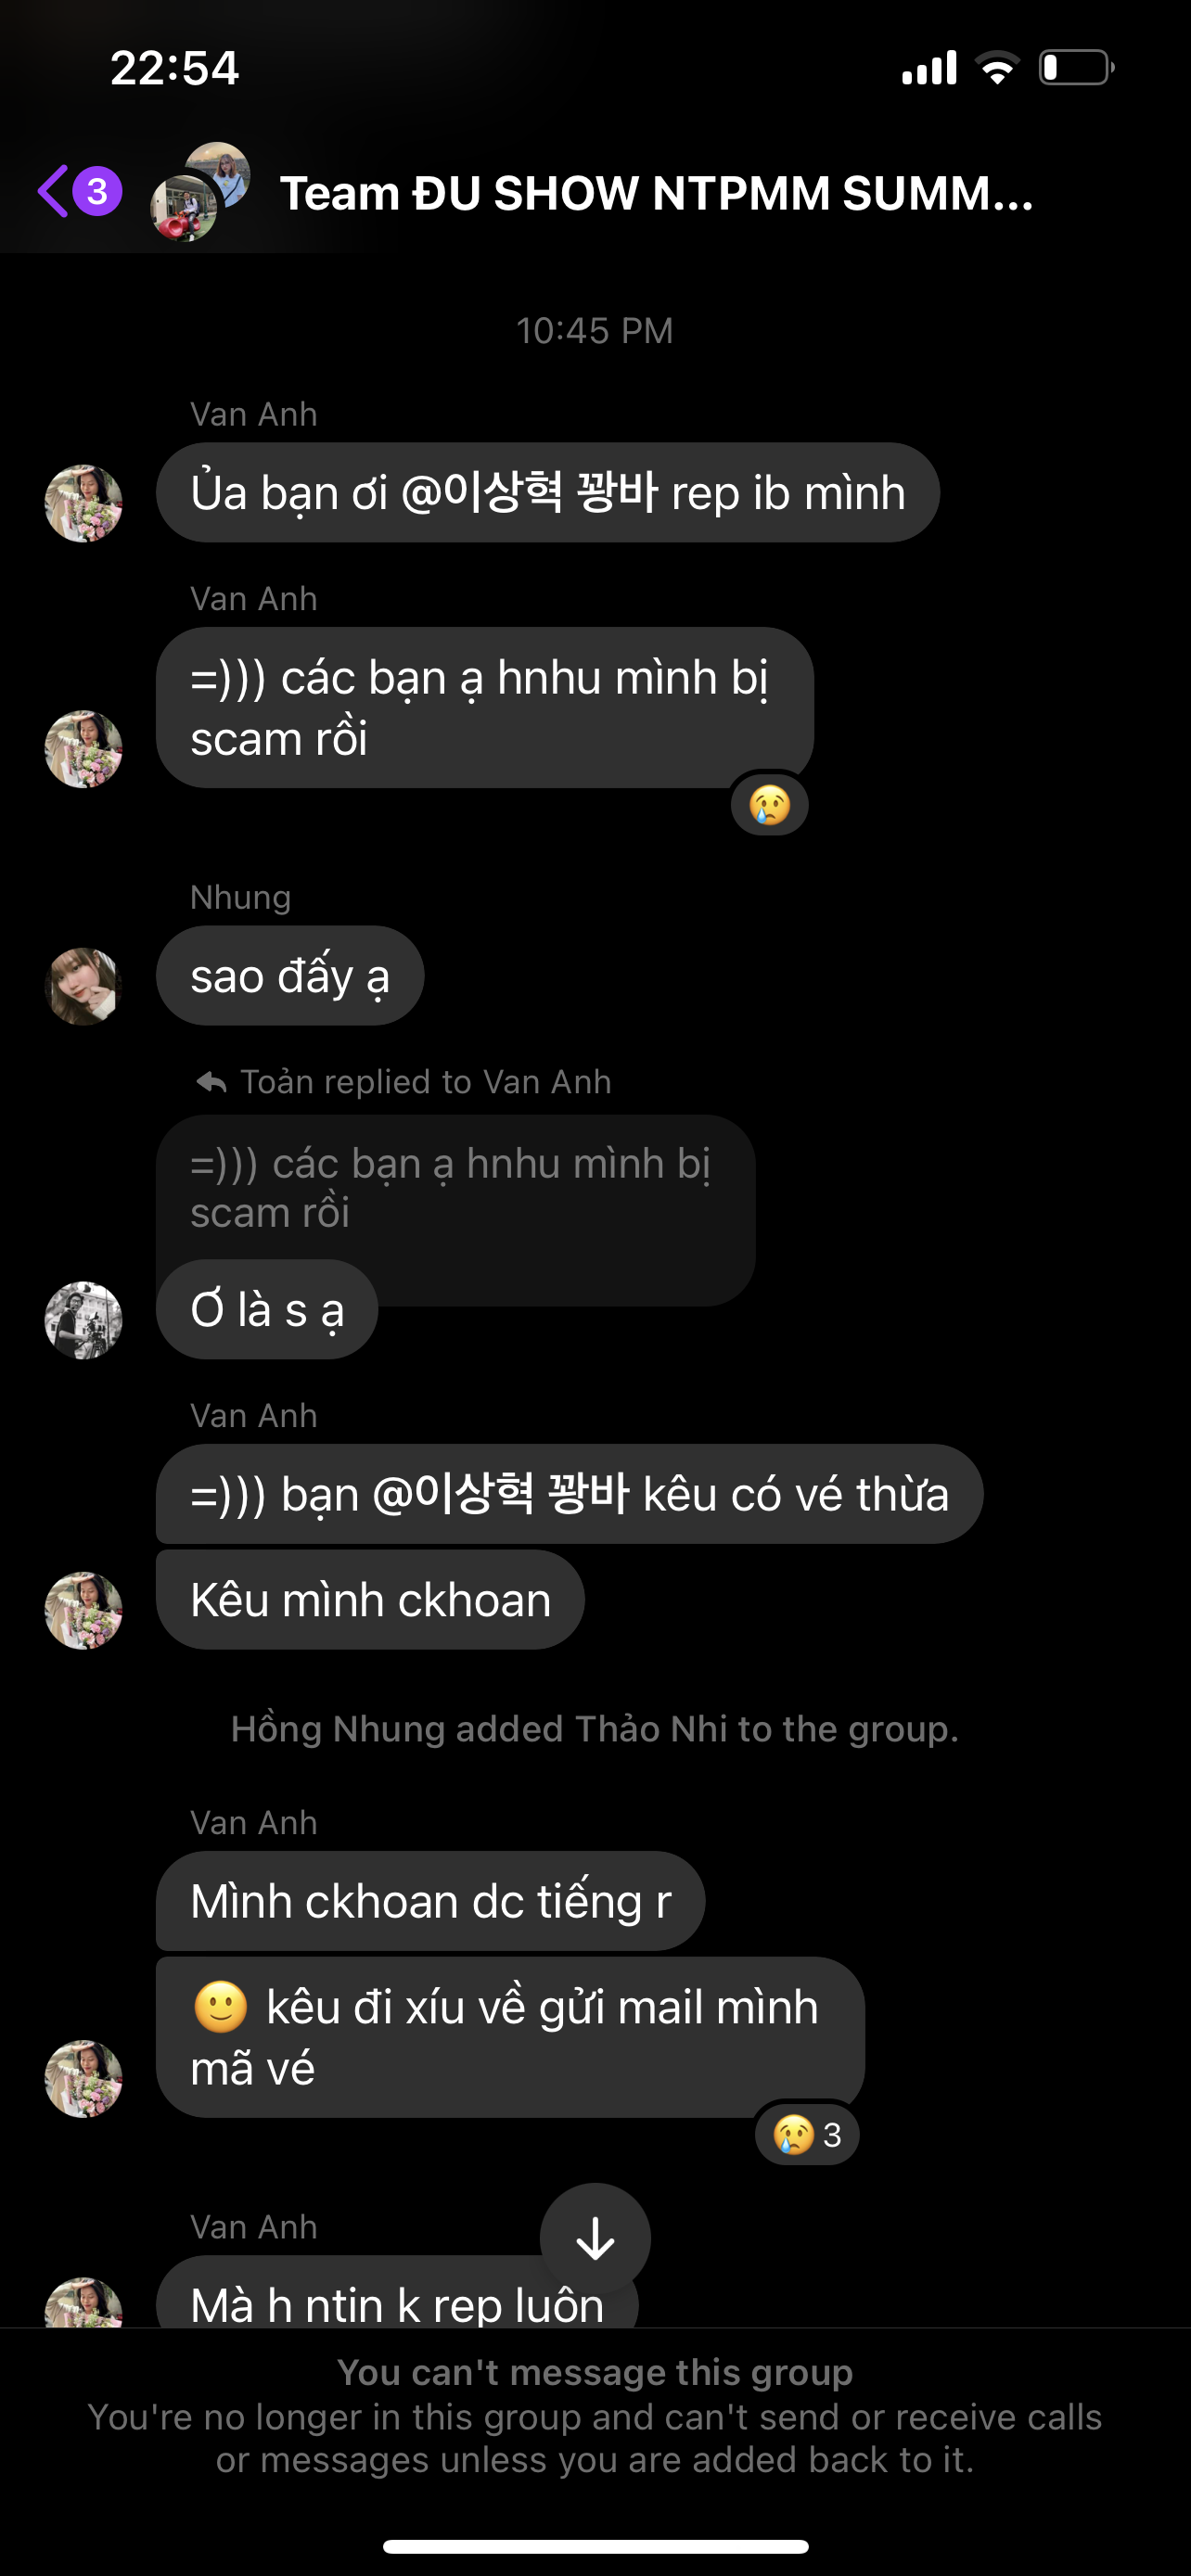 22:54
3
Team ĐU SHOW NTPMM SUMM...
10:45 PM
Van Anh
Ủa bạn ơi @이상혁 꽝바 rep ib mình
Van Anh
=))) các bạn ạ hnhu mình bị
scam rồi
Nhung
sao đấy ạ
Toản replied to Van Anh
=))) các bạn ạ hnhu mình bị
scam rồi
Ớ là s ạ
Van Anh
=))) bạn @이상혁 꽝바 kêu có vé thừa
Kêu mình ckhoan
Hồng Nhung added Thảo Nhi to the group.
Van Anh
Mình ckhoan dc tiếng r
🙂 kêu đi xíu về gửi mail mình
mã vé
3
Van Anh
Mà h ntin k rep luôn
You can't message this group
You're no longer in this group and can't send or receive calls
or messages unless you are added back to it.